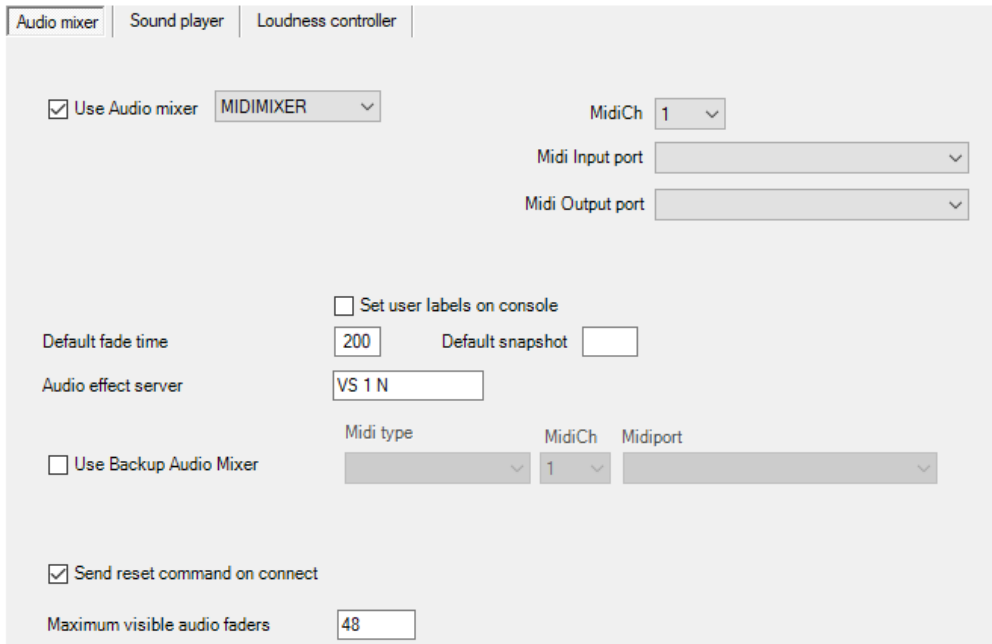 Audio mixer Sound player Loudness controller
Use Audio mixer MIDIMIXER
MidiCh 1
Midi Input port
Midi Output port
Set user labels on console
Default fade time 200 Default snapshot
Audio effect server VS 1 N
Midi type MidiCh Midiport
Use Backup Audio Mixer 1
Send reset command on connect
Maximum visible audio faders 48